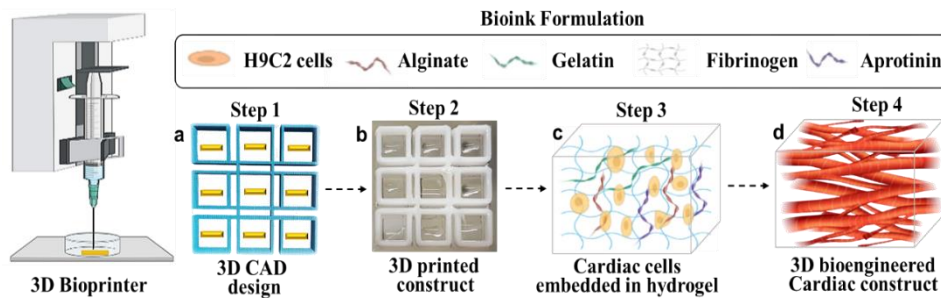 Bioink Formulation
H9C2 cells Alginate Gelatin Fibrinogen Aprotinin
Step 1 Step 2 Step 3 Step 4
a b c d
3D Bioprinter
3D CAD
design
3D printed
construct
Cardiac cells
embedded in hydrogel
3D bioengineered
Cardiac construct